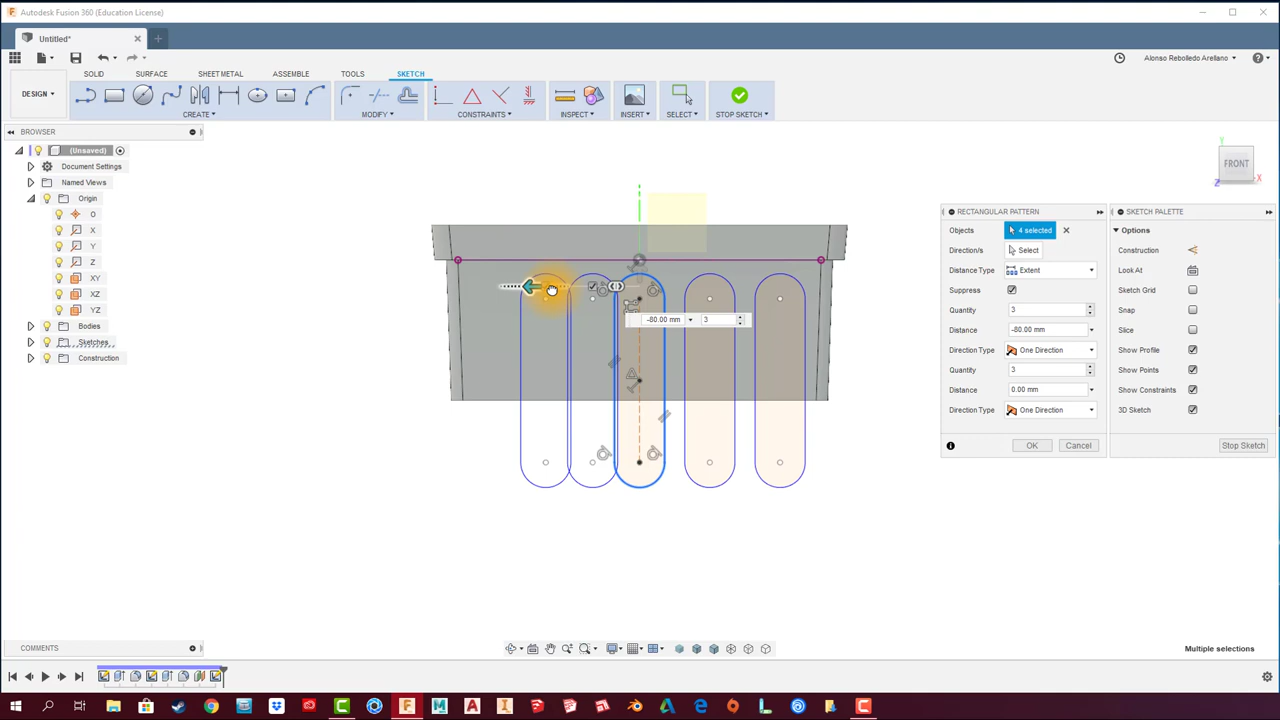 Autodesk Fusion 360 (Education License)
Untitled*
Alonso Rebolledo Arellano
DESIGN
SOLID SURFACE SHEET METAL ASSEMBLE TOOLS SKETCH
CREATE MODIFY CONSTRAINTS INSPECT INSERT SELECT STOP SKETCH
BROWSER
(Unsaved)
Document Settings
Named Views
Origin
O
X
Y
Z
XY
XZ
YZ
Bodies
Sketches
Construction
Y
FRONT
X
Z
-80.00 mm 3
RECTANGULAR PATTERN
Objects 4 selected
Direction/s Select
Distance Type Extent
Suppress
Quantity 3
Distance -80.00 mm
Direction Type One Direction
Quantity 3
Distance 0.00 mm
Direction Type One Direction
OK Cancel
SKETCH PALETTE
Options
Construction
Look At
Sketch Grid
Snap
Slice
Show Profile
Show Points
Show Constraints
3D Sketch
Stop Sketch
COMMENTS
Multiple selections